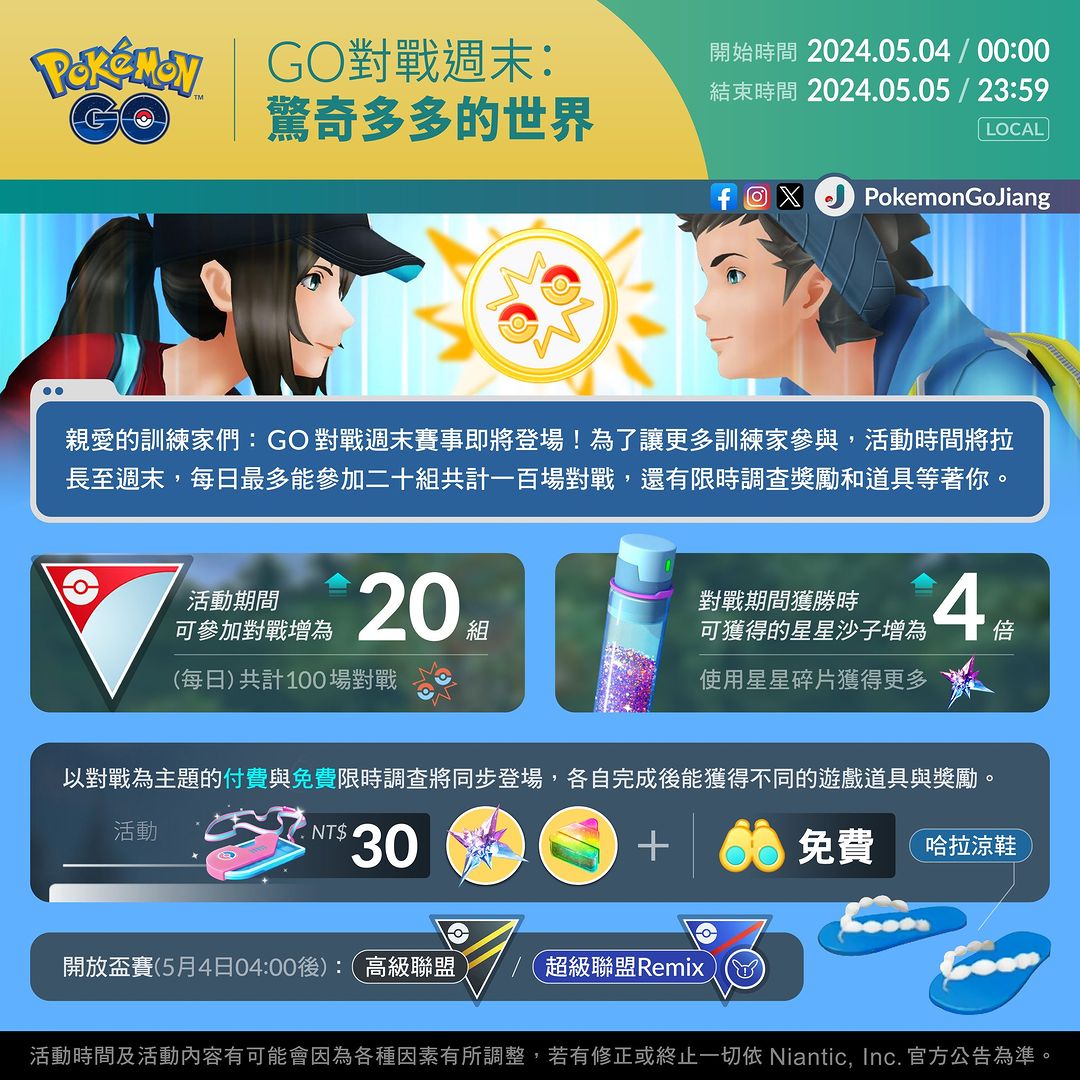 POKÉMON
GO
TM
GO對戰週末：
驚奇多多的世界
開始時間 2024.05.04 / 00:00
結束時間 2024.05.05 / 23:59
LOCAL
PokemonGoJiang
親愛的訓練家們：GO 對戰週末賽事即將登場！為了讓更多訓練家參與，活動時間將拉
長至週末，每日最多能參加二十組共計一百場對戰，還有限時調查獎勵和道具等著你。
活動期間
可參加對戰增為 20 組
(每日) 共計100場對戰
對戰期間獲勝時
可獲得的星星沙子增為 4 倍
使用星星碎片獲得更多
以對戰為主題的付費與免費限時調查將同步登場，各自完成後能獲得不同的遊戲道具與獎勵。
活動 NT$ 30 + 免費 哈拉涼鞋
開放盃賽(5月4日04:00後)： 高級聯盟 / 超級聯盟Remix
活動時間及活動內容有可能會因為各種因素有所調整，若有修正或終止一切依 Niantic, Inc. 官方公告為準。